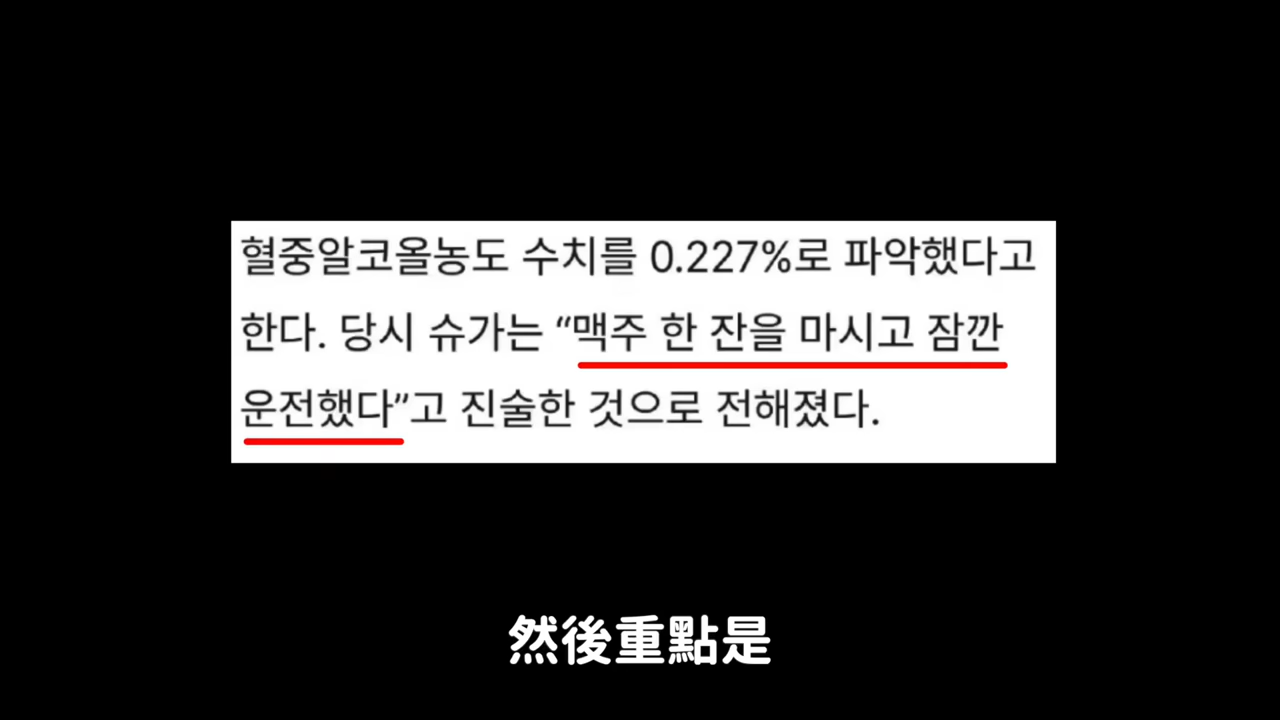 혈중알코올농도 수치를 0.227%로 파악했다고
한다. 당시 슈가는 “맥주 한 잔을 마시고 잠깐
운전했다”고 진술한 것으로 전해졌다.
然後重點是